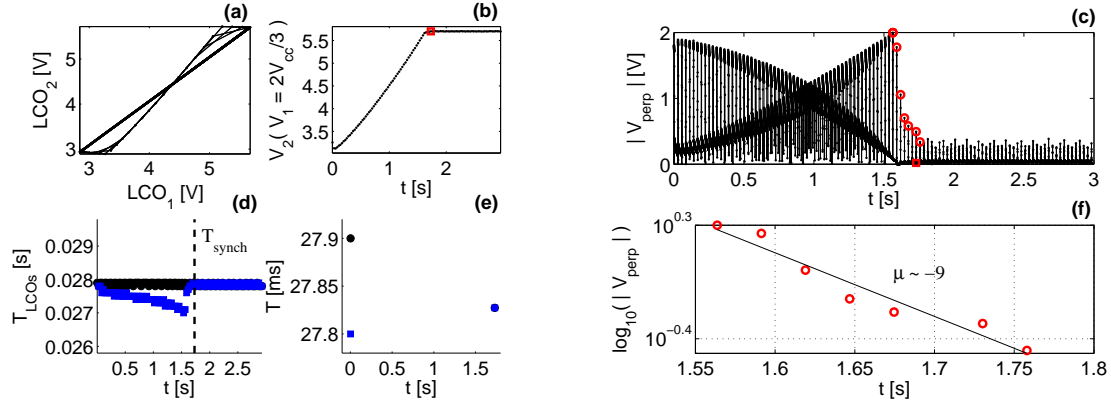 (a)
LCO2 [V]
5
4
3
3 4 5
LCO1 [V]
(b)
V2( V1 = 2Vcc/3)
5.5
5
4.5
4
3.5
0 1 2 3
t [s]
(c)
| Vperp | [V]
2
1
0
0 0.5 1 1.5 2 2.5 3
t [s]
(d)
TLCOs [s]
0.029
0.028
0.027
0.026
0.5 1 1.5 2 2.5
t [s]
Tsynch
(e)
T [ms]
27.9
27.85
27.8
0 0.5 1 1.5
t [s]
(f)
log10( | Vperp | )
10^0.3
10^−0.4
μ ~ −9
1.55 1.6 1.65 1.7 1.75 1.8
t [s]